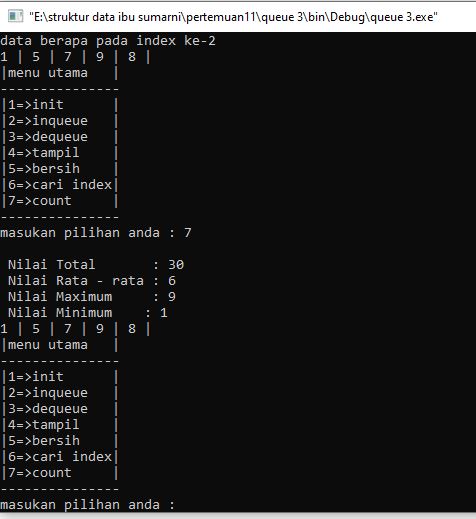 "E:\struktur data ibu sumarni\pertemuan11\queue 3\bin\Debug\queue 3.exe"
data berapa pada index ke-2
1 | 5 | 7 | 9 | 8 |
|menu utama   |
---------------
|1=>init      |
|2=>inqueue   |
|3=>dequeue   |
|4=>tampil    |
|5=>bersih    |
|6=>cari index|
|7=>count     |
---------------
masukan pilihan anda : 7

 Nilai Total       : 30
 Nilai Rata - rata : 6
 Nilai Maximum     : 9
 Nilai Minimum    : 1
1 | 5 | 7 | 9 | 8 |
|menu utama   |
---------------
|1=>init      |
|2=>inqueue   |
|3=>dequeue   |
|4=>tampil    |
|5=>bersih    |
|6=>cari index|
|7=>count     |
---------------
masukan pilihan anda :